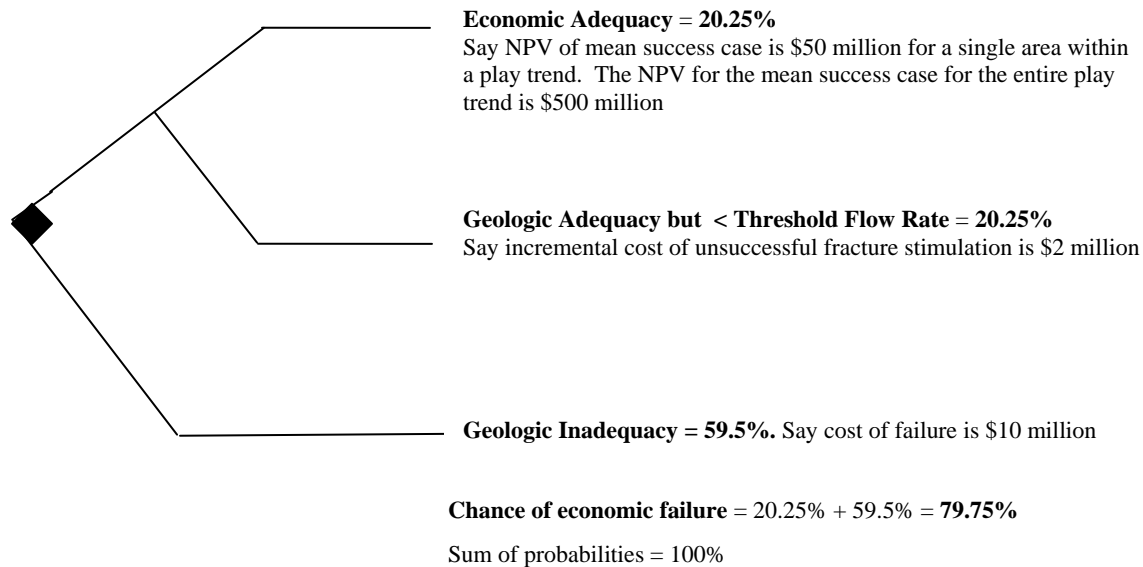 Economic Adequacy = 20.25%
Say NPV of mean success case is $50 million for a single area within
a play trend. The NPV for the mean success case for the entire play
trend is $500 million
Geologic Adequacy but < Threshold Flow Rate = 20.25%
Say incremental cost of unsuccessful fracture stimulation is $2 million
Geologic Inadequacy = 59.5%. Say cost of failure is $10 million
Chance of economic failure = 20.25% + 59.5% = 79.75%
Sum of probabilities = 100%